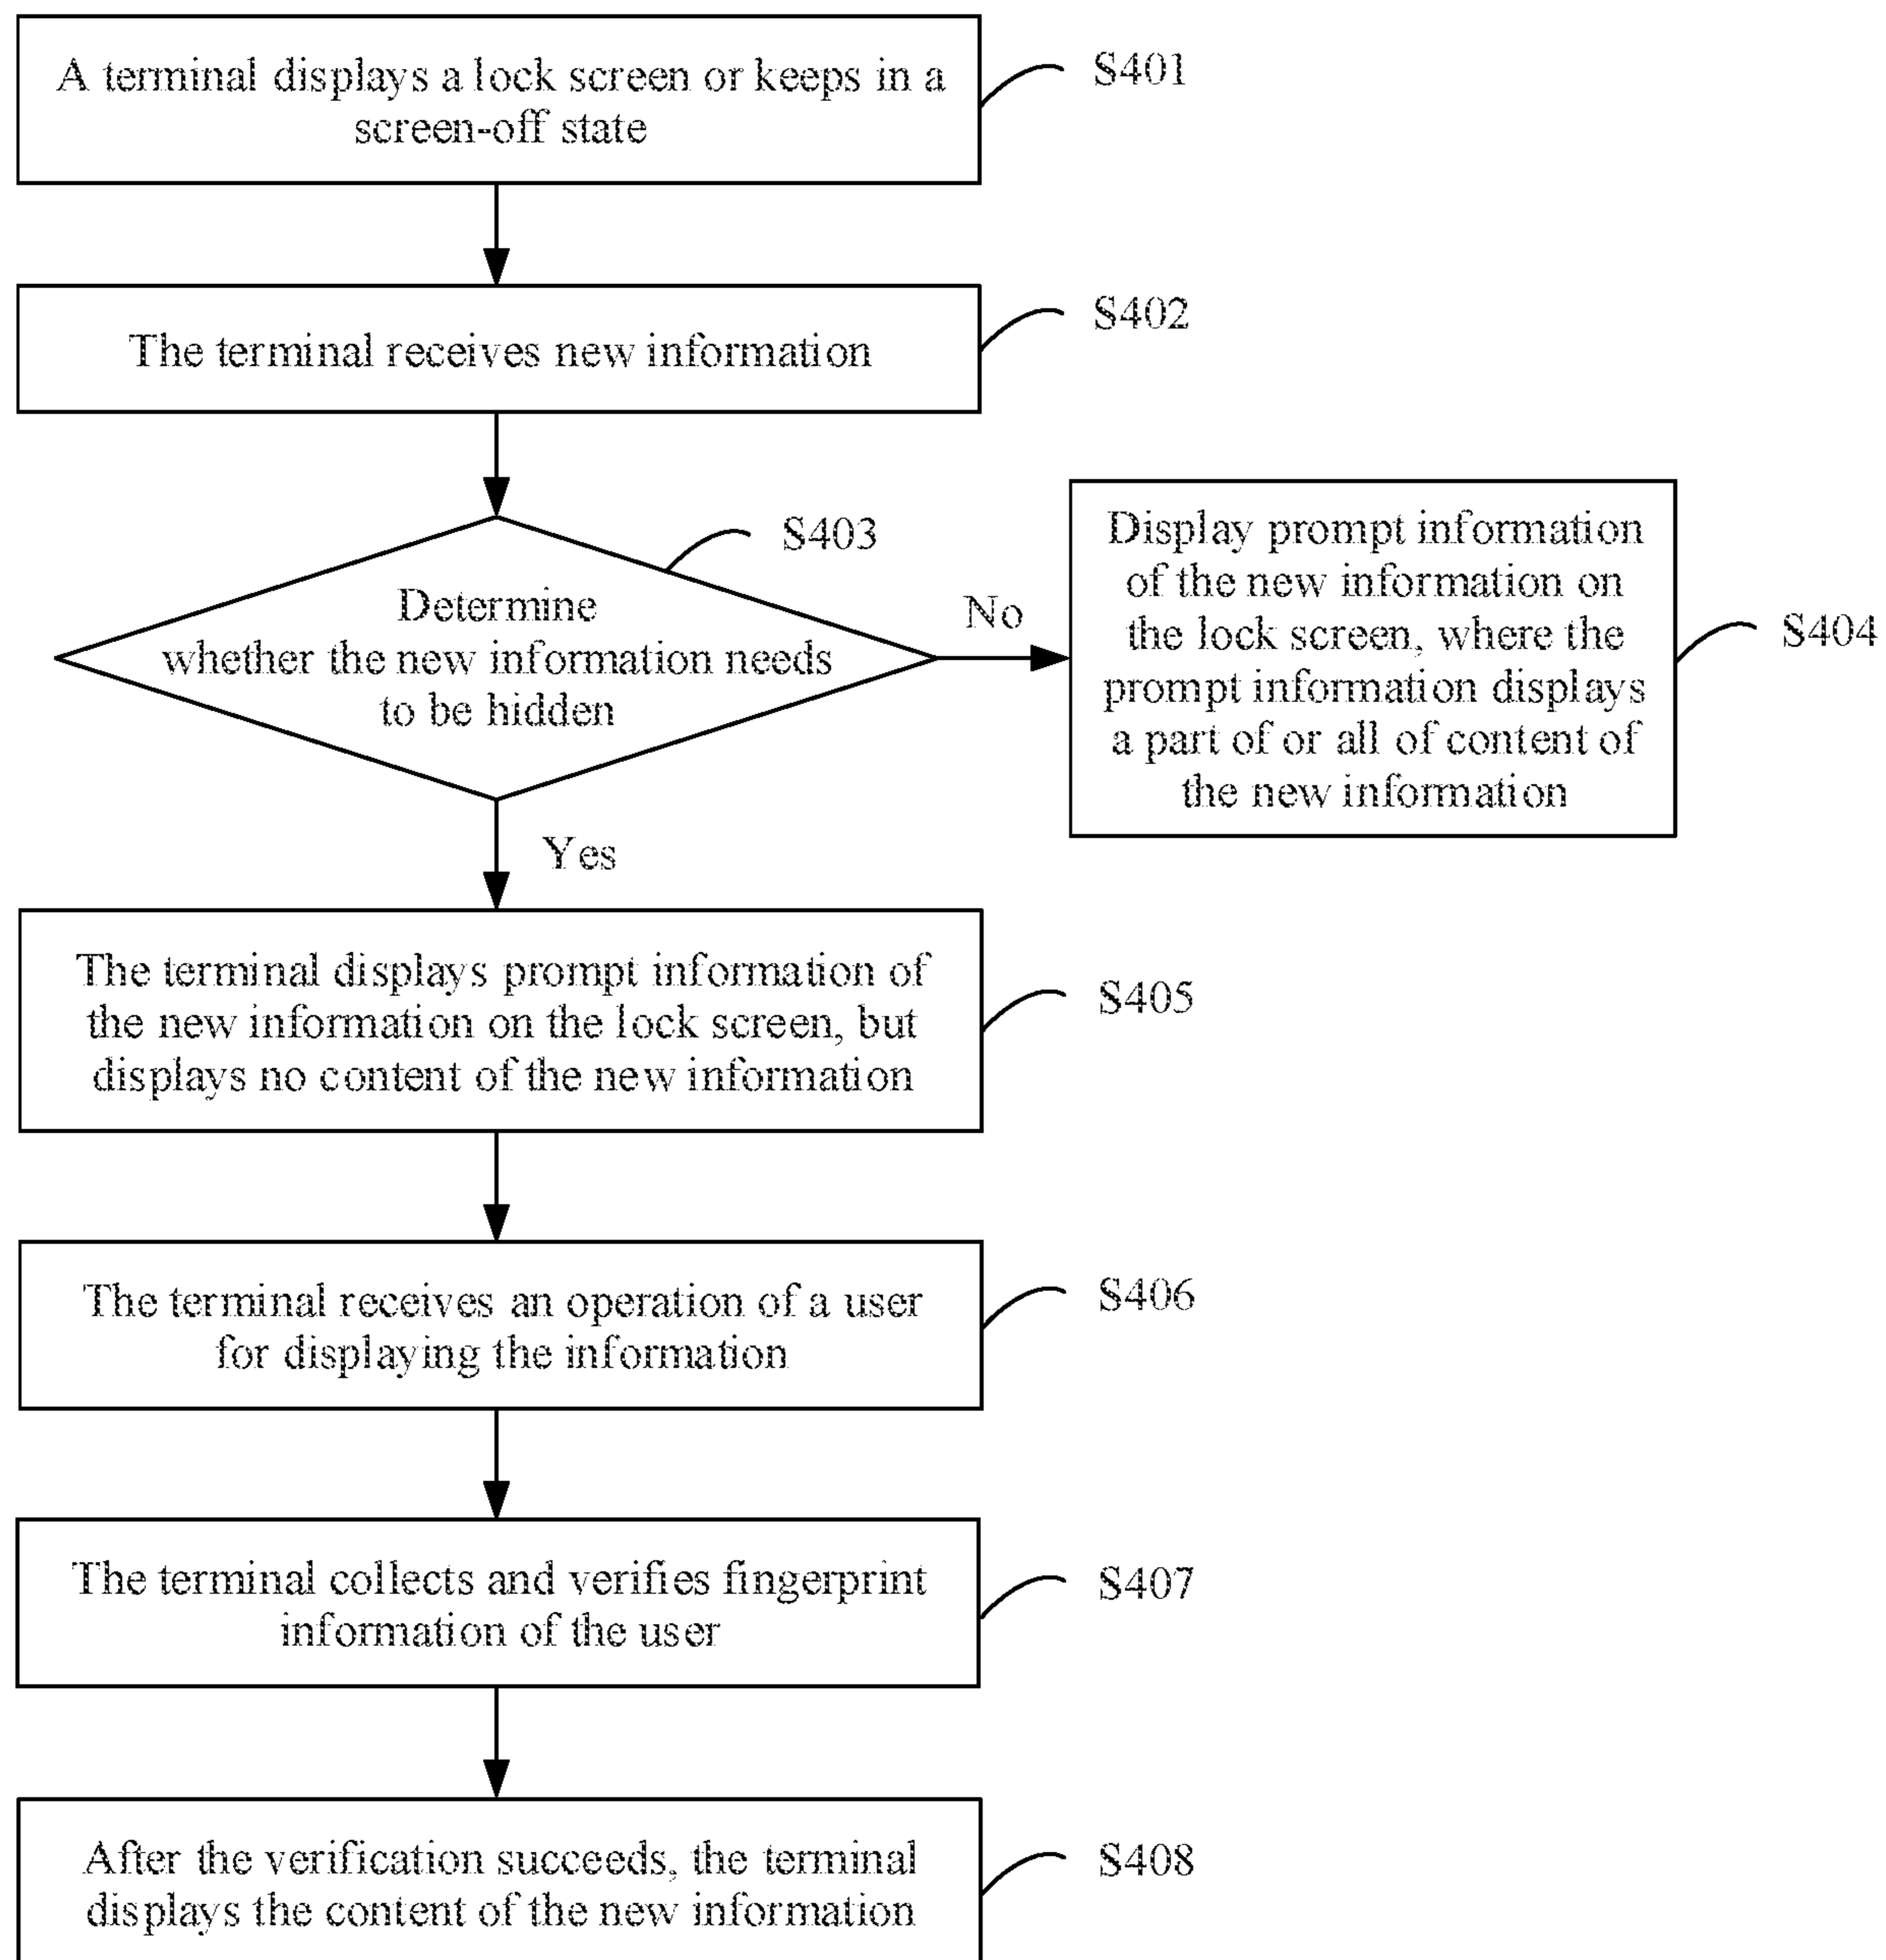 A terminal displays a lock screen or keeps in a
screen-off state
S401
The terminal receives new information
S402
S403
Determine
whether the new information needs
to be hidden
No
Display prompt information
of the new information on
the lock screen, where the
prompt information displays
a part of or all of content of
the new information
S404
Yes
The terminal displays prompt information of
the new information on the lock screen, but
displays no content of the new information
S405
The terminal receives an operation of a user
for displaying the information
S406
The terminal collects and verifies fingerprint
information of the user
S407
After the verification succeeds, the terminal
displays the content of the new information
S408